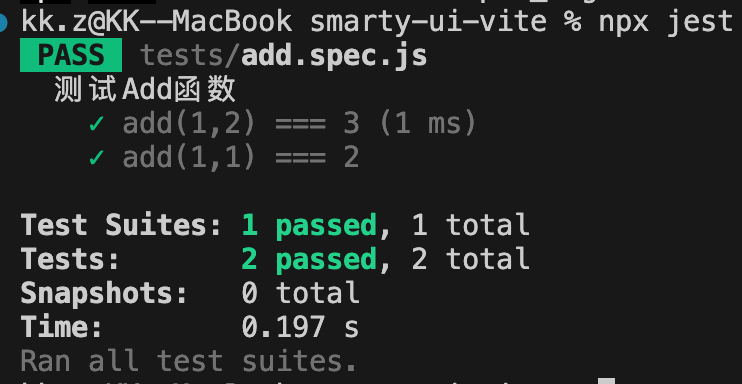 kk.z@KK--MacBook smarty-ui-vite % npx jest
PASS tests/add.spec.js
测试Add函数
✓ add(1,2) === 3 (1 ms)
✓ add(1,1) === 2
Test Suites: 1 passed, 1 total
Tests: 2 passed, 2 total
Snapshots: 0 total
Time: 0.197 s
Ran all test suites.